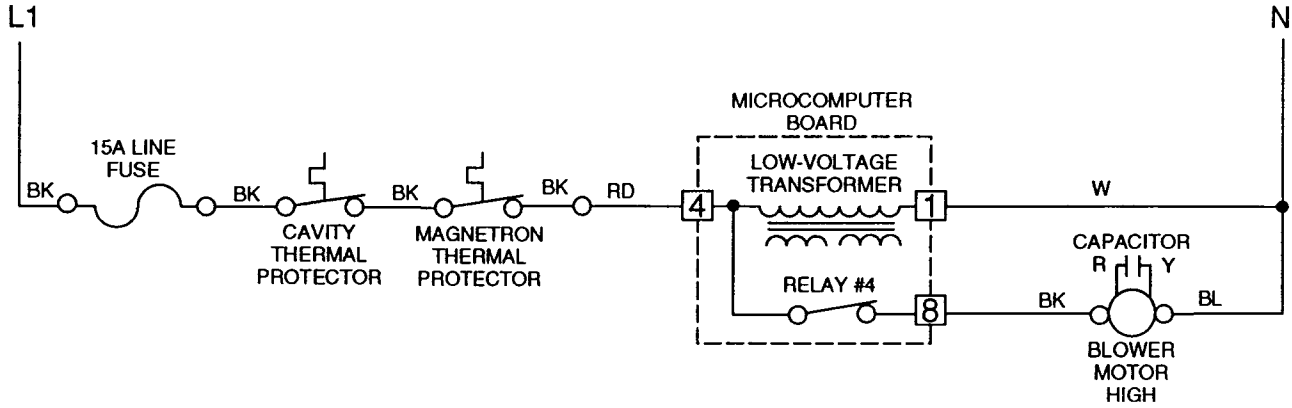 L1
N
MICROCOMPUTER
BOARD
15A LINE
FUSE
LOW-VOLTAGE
TRANSFORMER
BK
BK
BK
BK
RD
4
1
W
CAVITY
THERMAL
PROTECTOR
MAGNETRON
THERMAL
PROTECTOR
CAPACITOR
R
Y
RELAY #4
8
BK
BL
BLOWER
MOTOR
HIGH